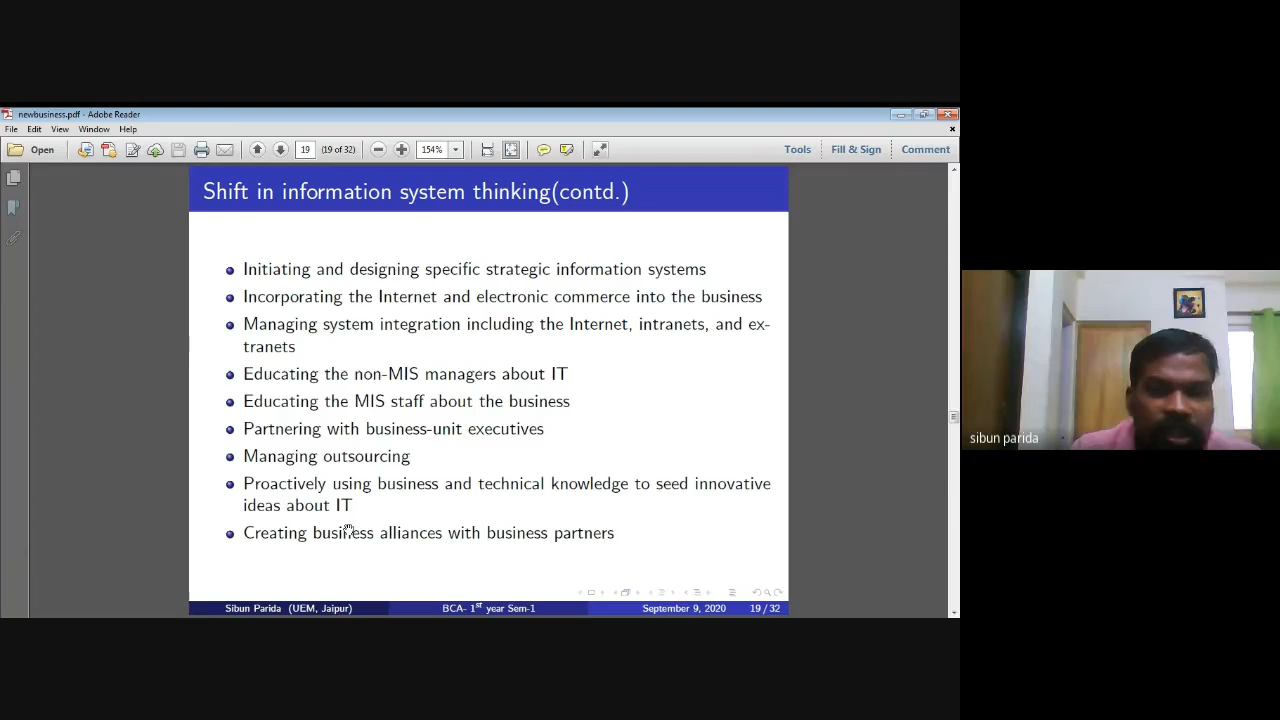 newbusiness.pdf - Adobe Reader
File Edit View Window Help
Open 19 (19 of 32) 154% Tools Fill & Sign Comment
Shift in information system thinking(contd.)
Initiating and designing specific strategic information systems
Incorporating the Internet and electronic commerce into the business
Managing system integration including the Internet, intranets, and ex-
tranets
Educating the non-MIS managers about IT
Educating the MIS staff about the business
Partnering with business-unit executives
Managing outsourcing
Proactively using business and technical knowledge to seed innovative
ideas about IT
Creating business alliances with business partners
Sibun Parida (UEM, Jaipur) BCA- 1st year Sem-1 September 9, 2020 19 / 32
sibun parida